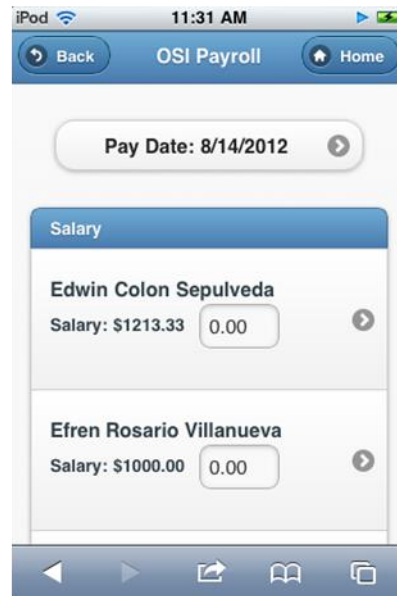 iPod 11:31 AM
Back OSI Payroll Home
Pay Date: 8/14/2012
Salary
Edwin Colon Sepulveda
Salary: $1213.33 0.00
Efren Rosario Villanueva
Salary: $1000.00 0.00